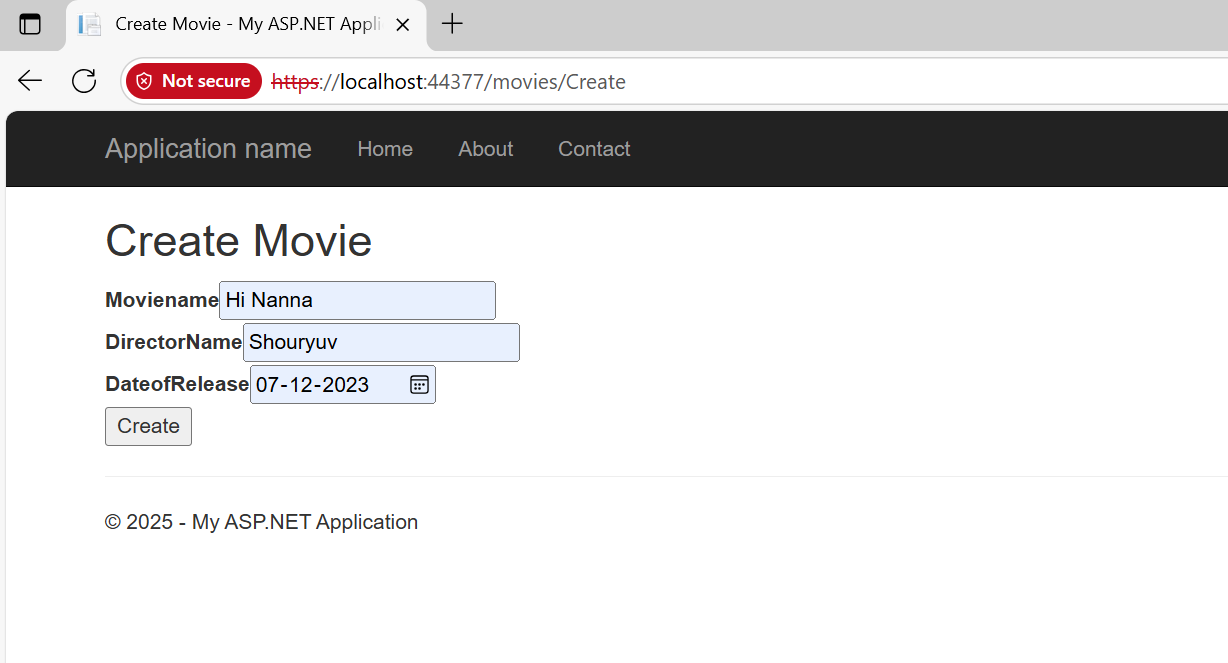 Create Movie - My ASP.NET Appli
Not secure https://localhost:44377/movies/Create
Application name Home About Contact
Create Movie
Moviename Hi Nanna
DirectorName Shouryuv
DateofRelease 07-12-2023
Create
© 2025 - My ASP.NET Application